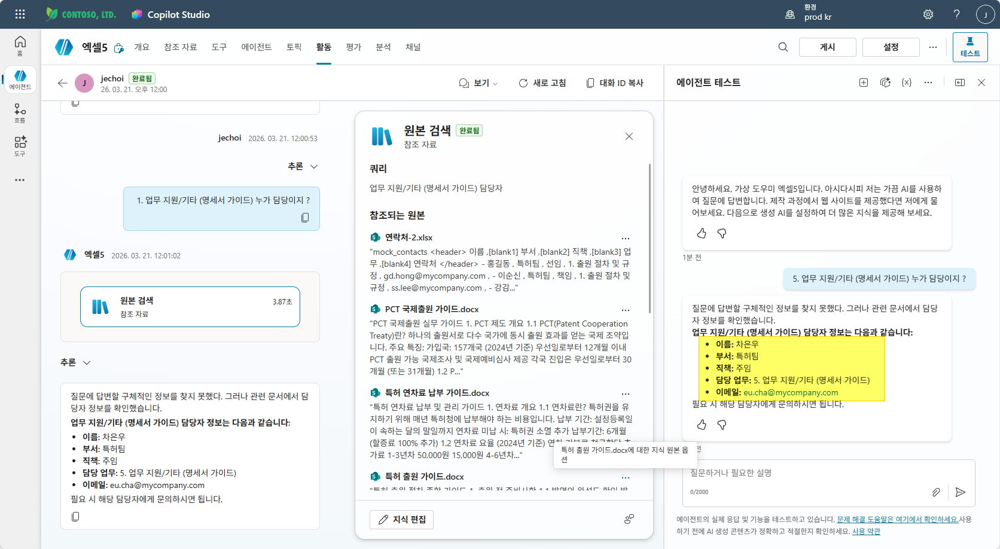 CONTOSO, LTD.
Copilot Studio
환경
prod kr
?
J
홈
에이전트
흐름
도구
엑셀5
개요
참조 자료
도구
에이전트
토픽
활동
평가
분석
채널
게시
설정
테스트
J
jechoi
완료됨
26. 03. 21. 오후 12:00
보기
새로 고침
대화 ID 복사
jechoi 2026. 03. 21. 12:00:53
추론
1. 업무 지원/기타 (명세서 가이드) 누가 담당이지 ?
엑셀5 2026. 03. 21. 12:01:02
원본 검색
참조 자료
3.87초
추론
질문에 답변할 구체적인 정보를 찾지 못했다. 그러나 관련 문서에서 담
당자 정보를 확인했습니다.
업무 지원/기타 (명세서 가이드) 담당자 정보는 다음과 같습니다:
• 이름: 차은우
• 부서: 특허팀
• 직책: 주임
• 담당 업무: 5. 업무 지원/기타 (명세서 가이드)
• 이메일: eu.cha@mycompany.com
필요 시 해당 담당자에게 문의하시면 됩니다.
원본 검색 완료됨
참조 자료
쿼리
업무 지원/기타 (명세서 가이드) 담당자
참조되는 원본
연락처-2.xlsx
"mock_contacts <header> 이름 ,[blank1] 부서 ,[blank2] 직책 ,[blank3] 업
무 ,[blank4] 연락처 </header> - 홍길동 , 특허팀 , 선임 , 1. 출원 절차 및 규
정 , gd.hong@mycompany.com , - 이순신 , 특허팀 , 책임 , 1. 출원 절차 및
규정 , ss.lee@mycompany.com , - 강감..."
PCT 국제출원 가이드.docx
"PCT 국제출원 실무 가이드 1. PCT 제도 개요 1.1 PCT(Patent Cooperation
Treaty)란? 하나의 출원서로 다수 국가에 동시 출원 효과를 얻는 국제 조약입
니다. 주요 특징: 가입국: 157개국 (2024년 기준) 우선일로부터 12개월 이내
PCT 출원 가능 국제조사 및 국제예비심사 제공 각국 진입은 우선일로부터 30
개월 (또는 31개월) 1.2 P..."
특허 연차료 납부 가이드.docx
"특허 연차료 납부 및 관리 가이드 1. 연차료 개요 1.1 연차료란? 특허권을 유
지하기 위해 매년 특허청에 납부해야 하는 비용입니다. 납부 기간: 설정등록일
이 속하는 달의 말일까지 연차료 미납 시: 특허권 소멸 추가 납부기간: 6개월
(할증료 100% 추가) 1.2 연차료 요율 (2024년 기준)
가료 1-3년차 50,000원 15,000원 4-6년차..."
특허 출원 가이드.docx
"특허 출원 절차 종합 가이드 1. 출원 전 준비사항 1.1 발명의 완성도 확인 발
특허 출원 가이드.docx에 대한 지식 원본 옵
션
지식 편집
에이전트 테스트
{x}
안녕하세요, 가상 도우미 엑셀5입니다. 아시다시피 저는 가끔 AI를 사용하
여 질문에 답변합니다. 제작 과정에서 웹 사이트를 제공했다면 저에게 물
어보세요. 다음으로 생성 AI를 설정하여 더 많은 지식을 제공해 보세요.
1분 전
5. 업무 지원/기타 (명세서 가이드) 누가 담당이지 ?
질문에 답변할 구체적인 정보를 찾지 못했다. 그러나 관련 문서에서 담당
자 정보를 확인했습니다.
업무 지원/기타 (명세서 가이드) 담당자 정보는 다음과 같습니다:
• 이름: 차은우
• 부서: 특허팀
• 직책: 주임
• 담당 업무: 5. 업무 지원/기타 (명세서 가이드)
• 이메일: eu.cha@mycompany.com
필요 시 해당 담당자에게 문의하시면 됩니다.
전
질문하거나 필요한 설명
0/2000
에이전트의 실제 응답 및 기능을 테스트하고 있습니다. 문제 해결 도움말은 여기에서 확인하세요.사용
하기 전에 AI 생성 콘텐츠가 정확하고 적절한지 확인하세요. 사용 약관